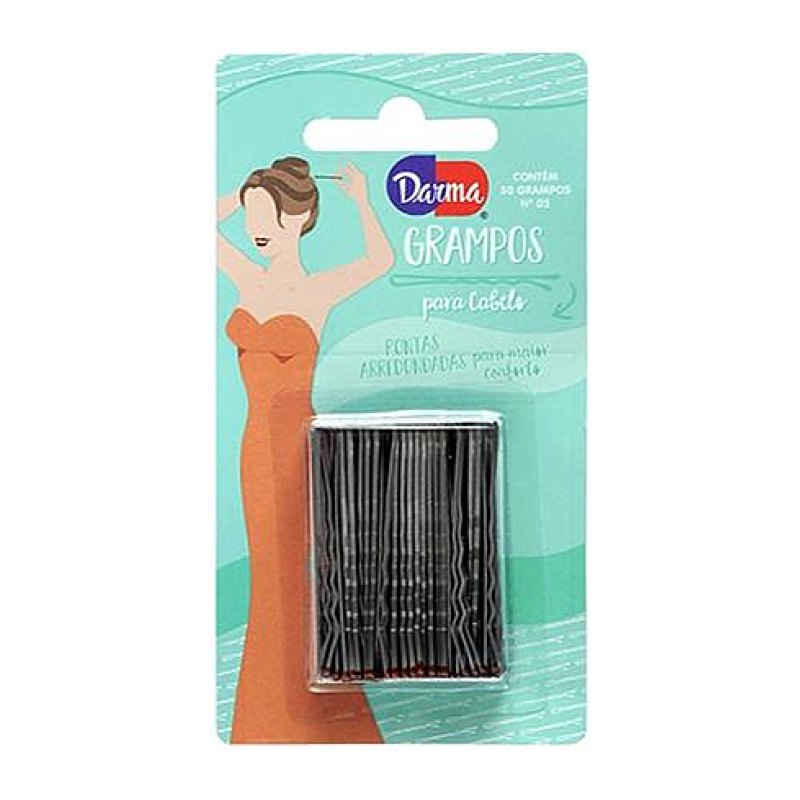 Darma
®
CONTÉM
50 GRAMPOS
Nº 05
GRAMPOS
para Cabelo
PONTAS
ARREDONDADAS para maior
conforto